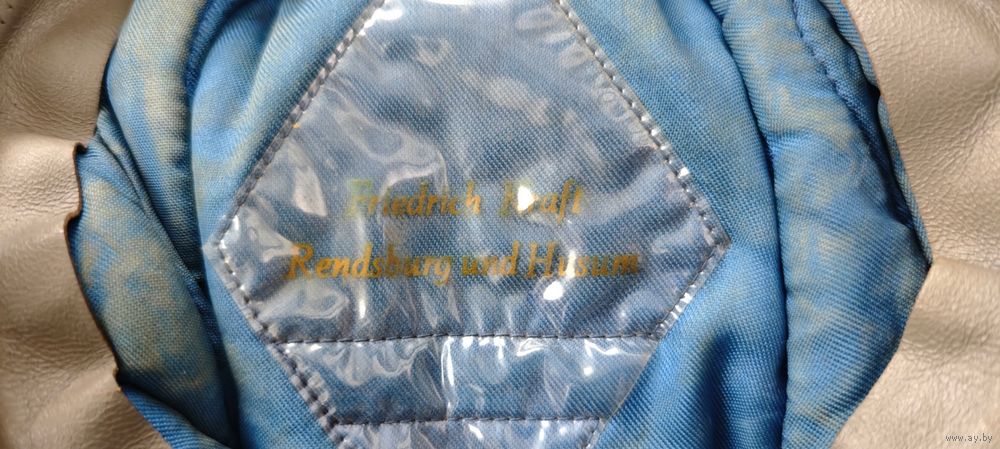 Friedrich Kraft
Rendsburg und Husum
www.ay.by